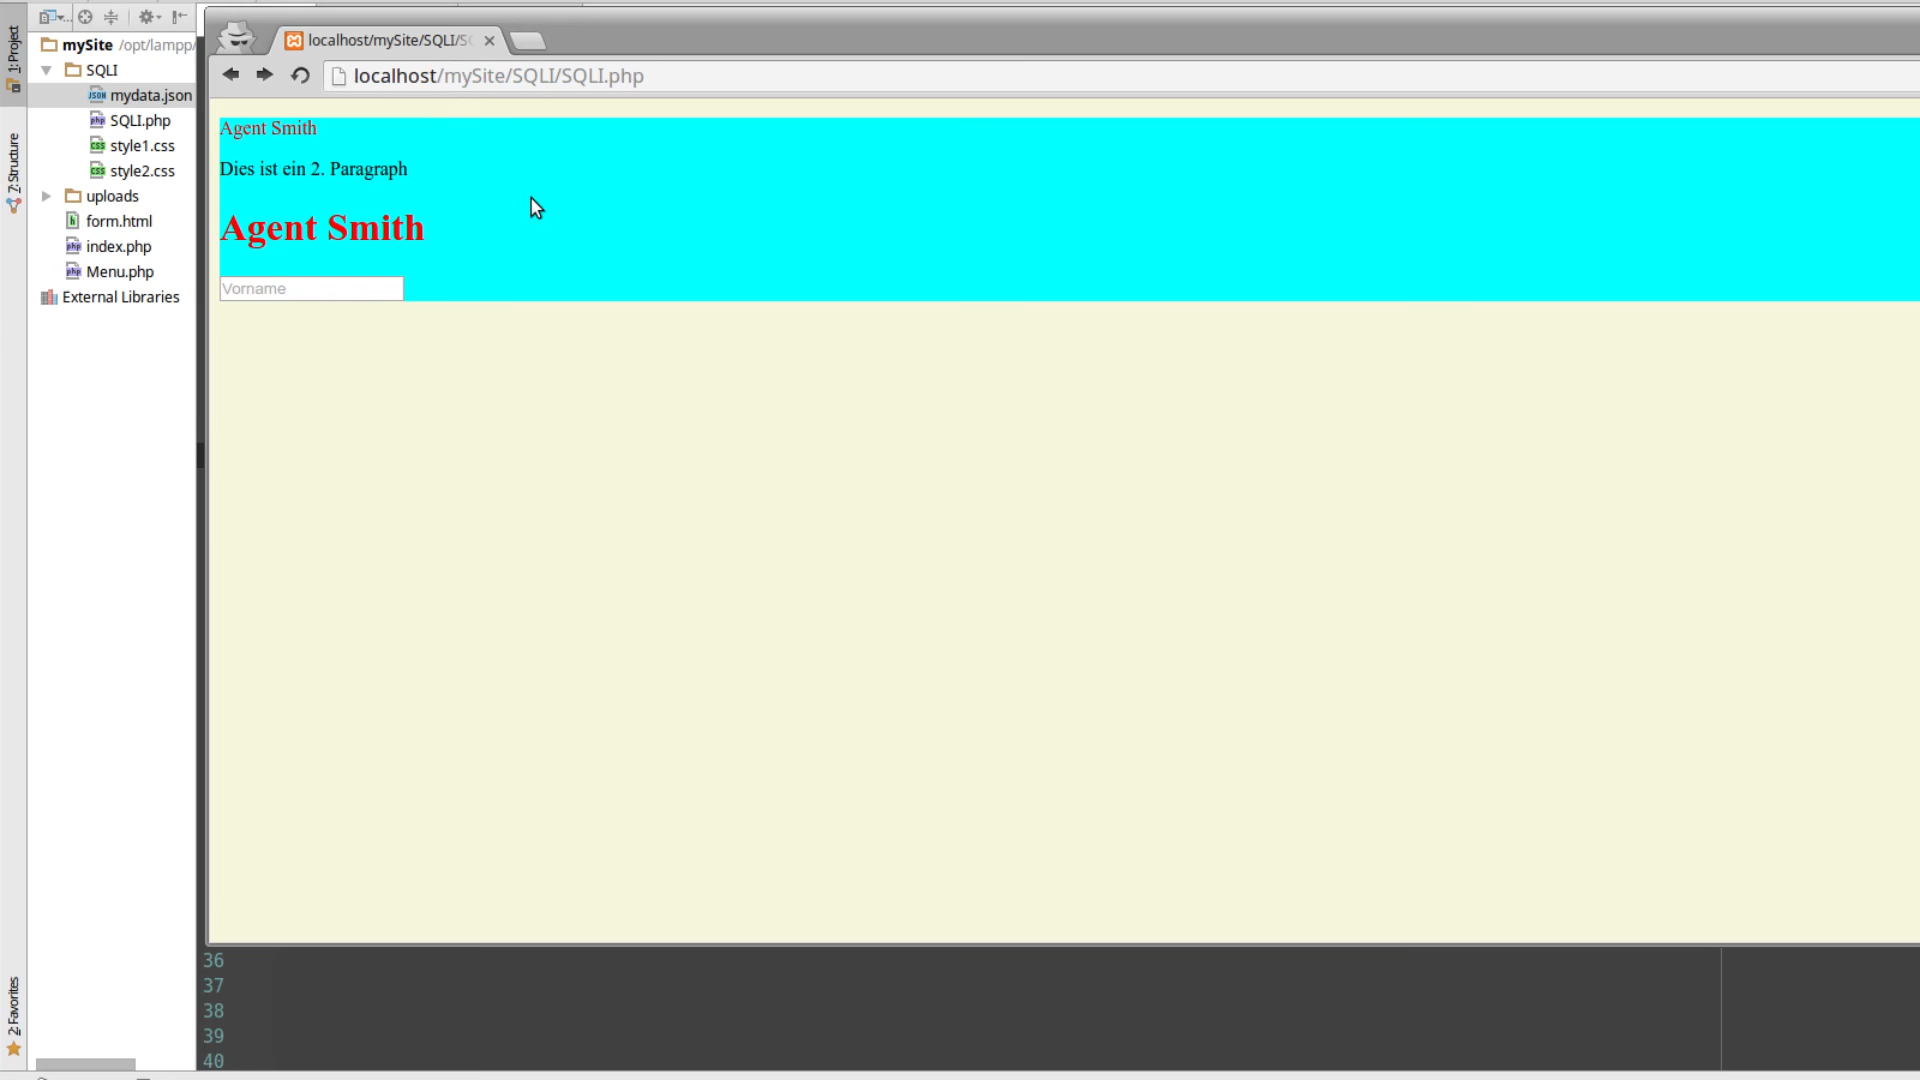 1: Project
mySite /opt/lampp/
SQLI
mydata.json
SQLI.php
style1.css
style2.css
uploads
form.html
index.php
Menu.php
External Libraries
7: Structure
2: Favorites
localhost/mySite/SQLI/SQ
localhost/mySite/SQLI/SQLI.php
Agent Smith
Dies ist ein 2. Paragraph
Agent Smith
Vorname
36
37
38
39
40